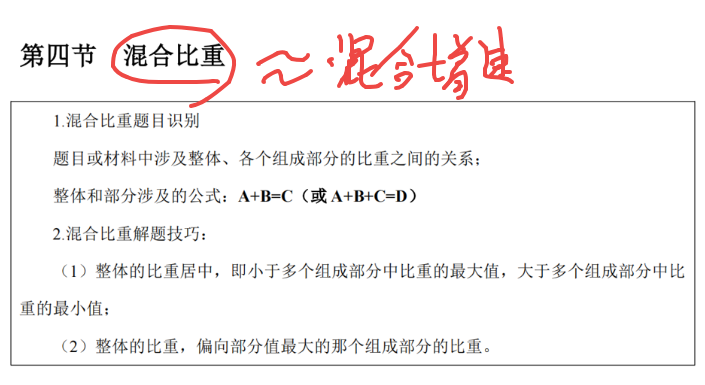 第四节 混合比重 ～混合增速
1.混合比重题目识别
题目或材料中涉及整体、各个组成部分的比重之间的关系；
整体和部分涉及的公式：A+B=C（或 A+B+C=D）
2.混合比重解题技巧：
（1）整体的比重居中，即小于多个组成部分中比重的最大值，大于多个组成部分中比
重的最小值；
（2）整体的比重，偏向部分值最大的那个组成部分的比重。